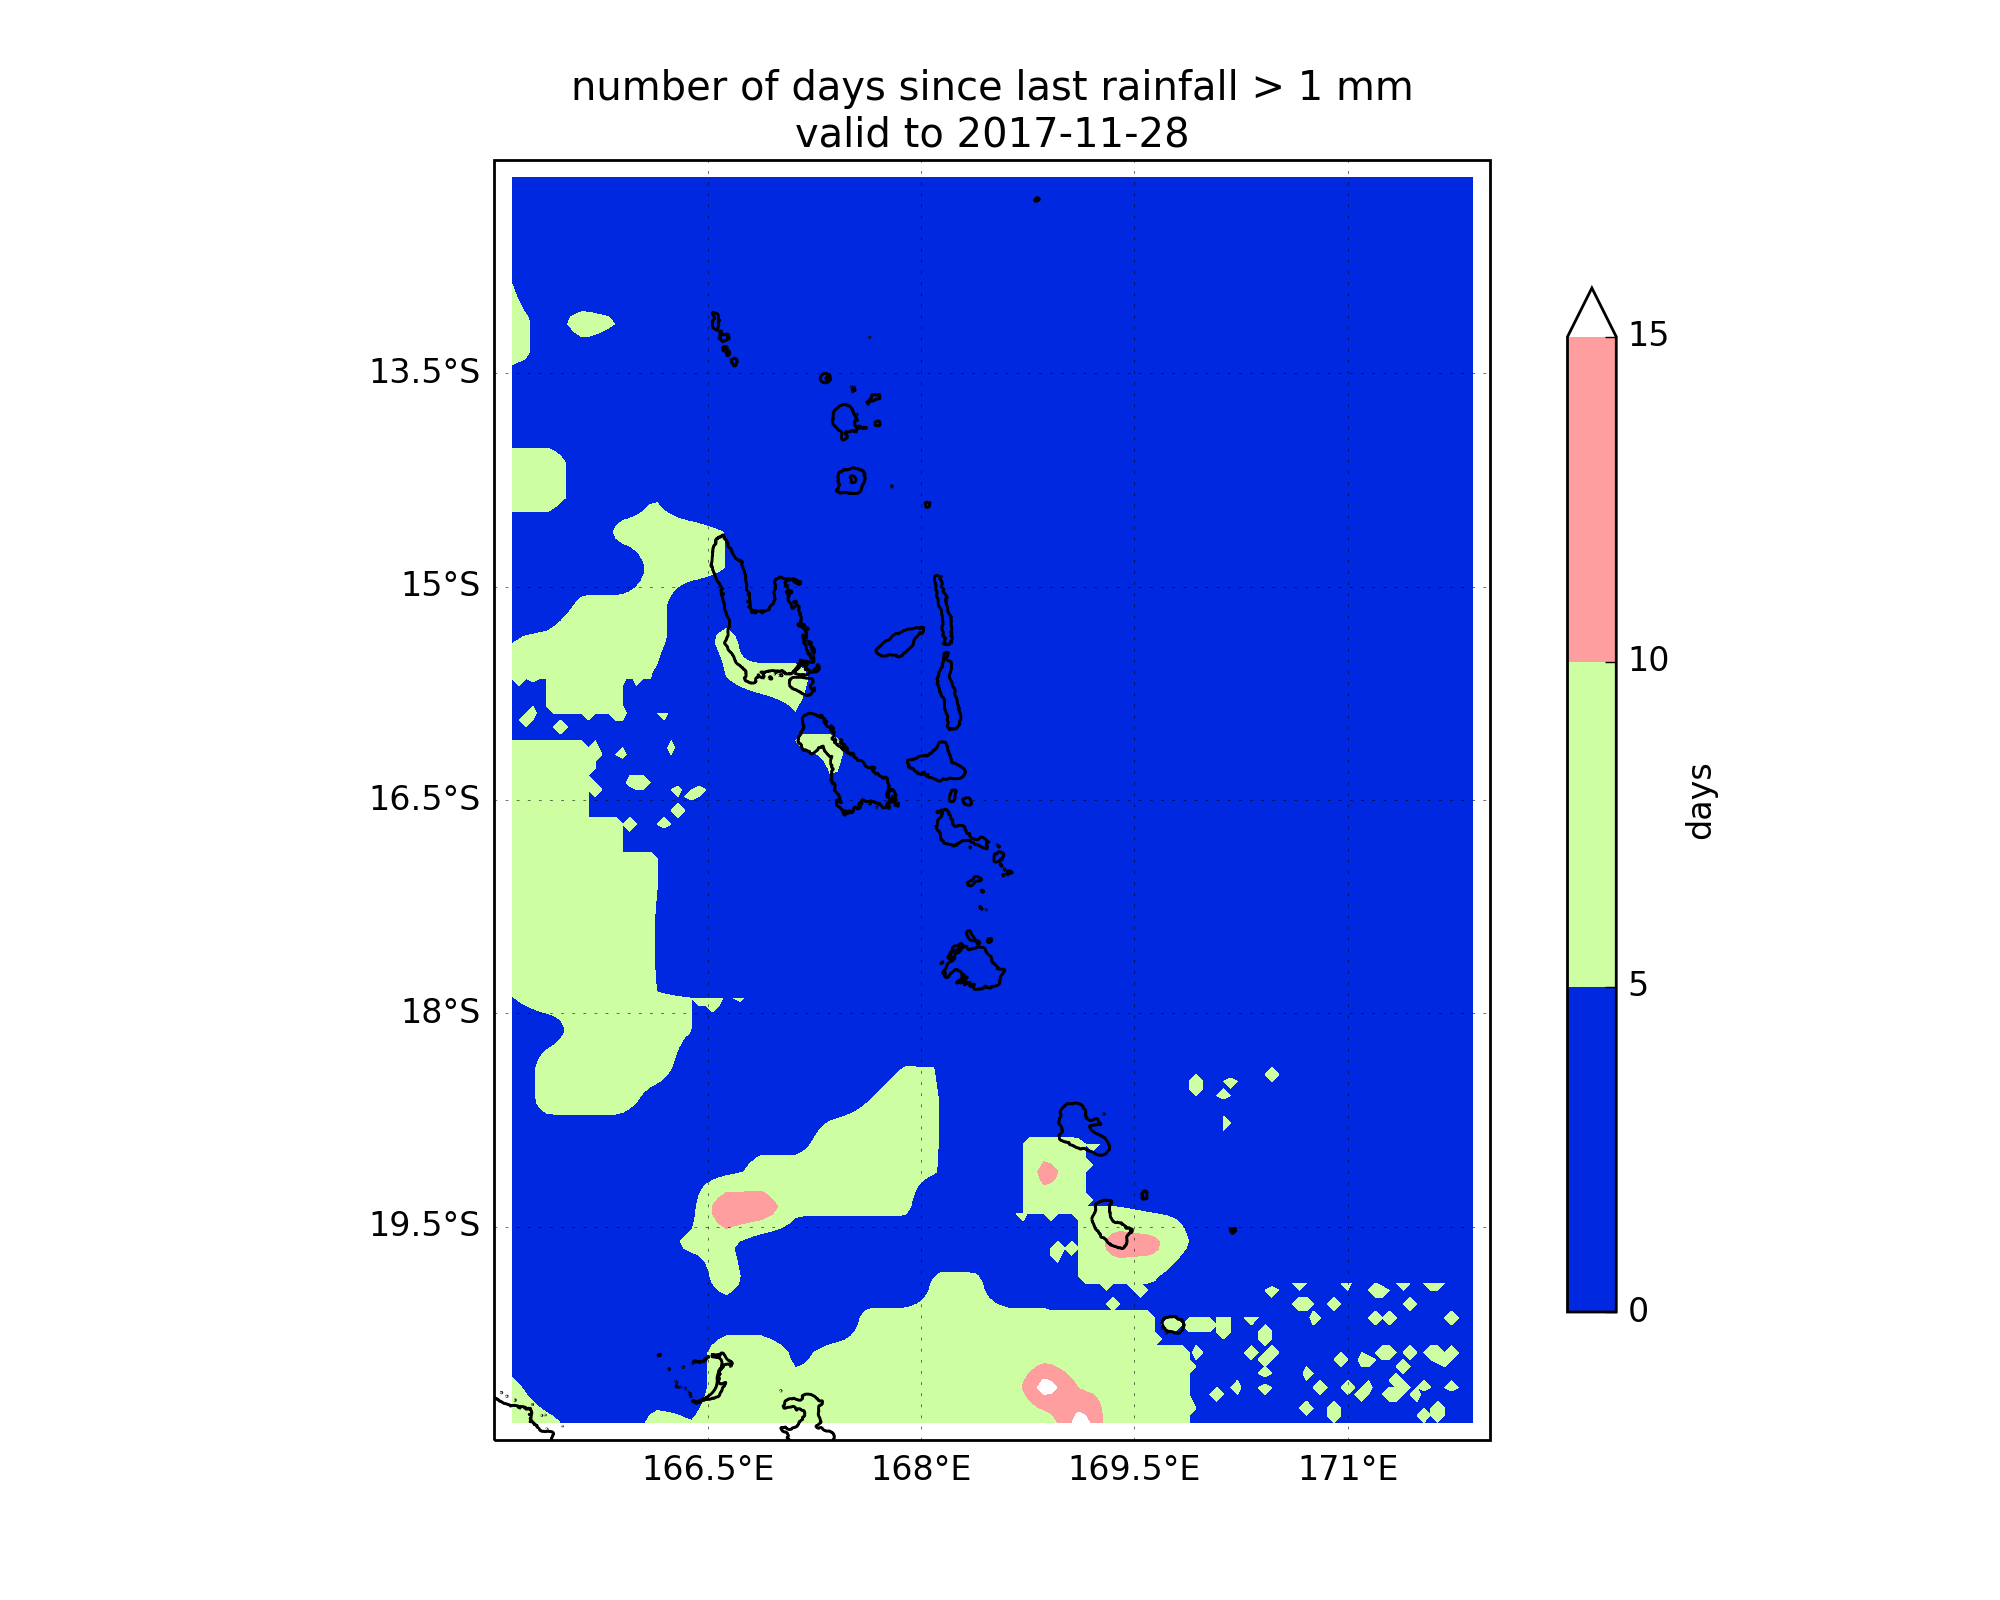 number of days since last rainfall > 1 mm
valid to 2017-11-28
13.5°S
15°S
16.5°S
18°S
19.5°S
166.5°E
168°E
169.5°E
171°E
15
10
5
0
days